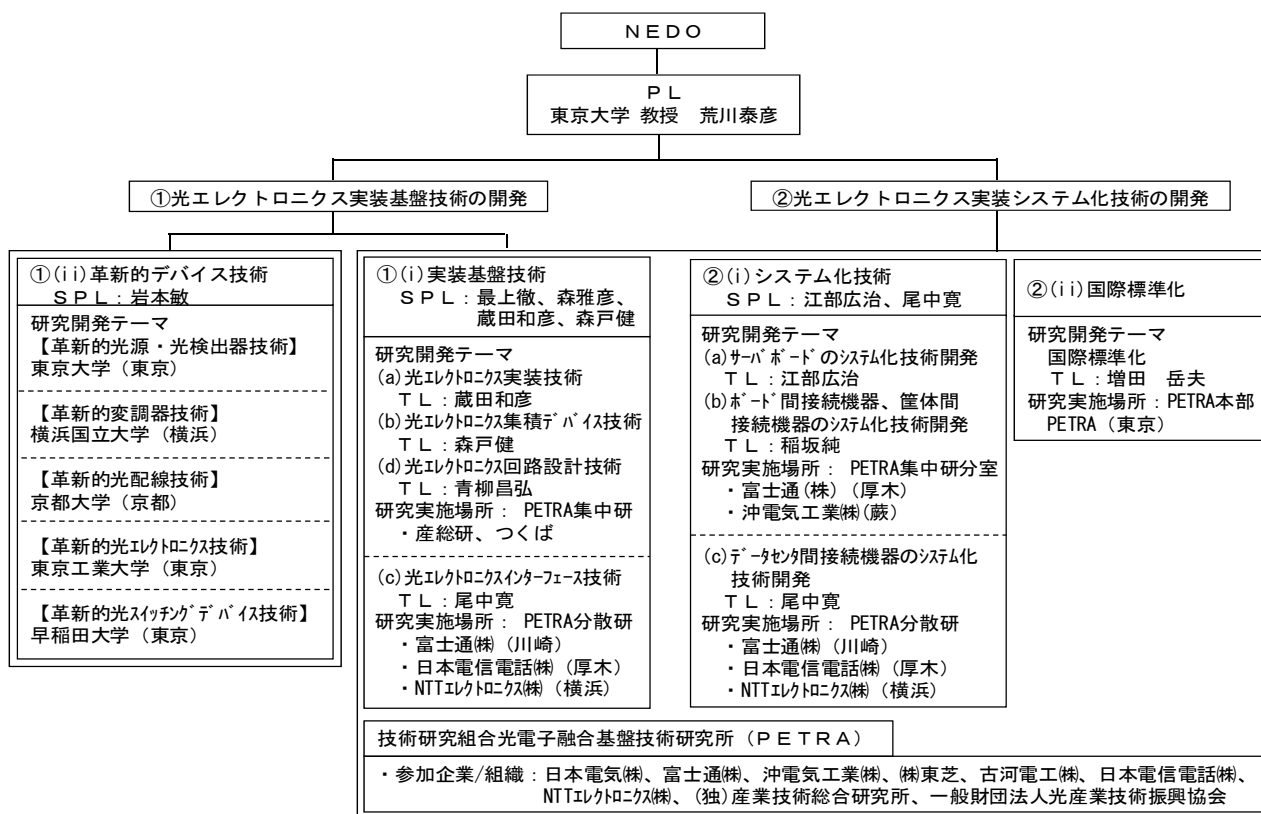 ＮＥＤＯ
ＰＬ
東京大学 教授 荒川泰彦
①光エレクトロニクス実装基盤技術の開発
②光エレクトロニクス実装システム化技術の開発
①(ii)革新的デバイス技術
ＳＰＬ：岩本敏
研究開発テーマ
【革新的光源・光検出器技術】
東京大学（東京）
【革新的変調器技術】
横浜国立大学（横浜）
【革新的光配線技術】
京都大学（京都）
【革新的光ｴﾚｸﾄﾛﾆｸｽ技術】
東京工業大学（東京）
【革新的光ｽｲｯﾁﾝｸﾞﾃﾞﾊﾞｲｽ技術】
早稲田大学（東京）
①(i)実装基盤技術
ＳＰＬ：最上徹、森雅彦、
蔵田和彦、森戸健
研究開発テーマ
(a)光ｴﾚｸﾄﾛﾆｸｽ実装技術
ＴＬ：蔵田和彦
(b)光ｴﾚｸﾄﾛﾆｸｽ集積ﾃﾞﾊﾞｲｽ技術
ＴＬ：森戸健
(d)光ｴﾚｸﾄﾛﾆｸｽ回路設計技術
ＴＬ：青柳昌弘
研究実施場所： PETRA集中研
・産総研、つくば
(c)光ｴﾚｸﾄﾛﾆｸｽｲﾝﾀｰﾌｪｰｽ技術
ＴＬ：尾中寛
研究実施場所：PETRA分散研
・富士通㈱（川崎）
・日本電信電話㈱（厚木）
・NTTｴﾚｸﾄﾛﾆｸｽ㈱（横浜）
②(i)システム化技術
ＳＰＬ：江部広治、尾中寛
研究開発テーマ
(a)ｻｰﾊﾞﾎﾞｰﾄﾞのｼｽﾃﾑ化技術開発
ＴＬ：江部広治
(b)ﾎﾞｰﾄﾞ間接続機器、筐体間
接続機器のｼｽﾃﾑ化技術開発
ＴＬ：稲坂純
研究実施場所： PETRA集中研分室
・富士通(株)（厚木）
・沖電気工業㈱(蕨）
(c)ﾃﾞｰﾀｾﾝﾀ間接続機器のｼｽﾃﾑ化
技術開発
ＴＬ：尾中寛
研究実施場所：PETRA分散研
・富士通㈱（川崎）
・日本電信電話㈱（厚木）
・NTTｴﾚｸﾄﾛﾆｸｽ㈱（横浜）
②(ii)国際標準化
研究開発テーマ
国際標準化
ＴＬ：増田 岳夫
研究実施場所：PETRA本部
PETRA（東京）
技術研究組合光電子融合基盤技術研究所（ＰＥＴＲＡ）
・参加企業/組織：日本電気㈱、富士通㈱、沖電気工業㈱、㈱東芝、古河電工㈱、日本電信電話㈱、
NTTｴﾚｸﾄﾛﾆｸｽ㈱、(独)産業技術総合研究所、一般財団法人光産業技術振興協会